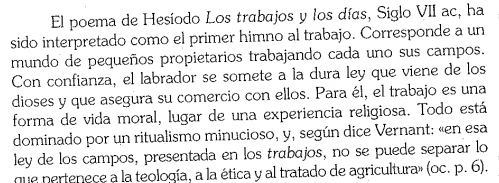 El poema de Hesíodo Los trabajos y los días, Siglo VII ac, ha
sido interpretado como el primer himno al trabajo. Corresponde a un
mundo de pequeños propietarios trabajando cada uno sus campos.
Con confianza, el labrador se somete a la dura ley que viene de los
dioses y que asegura su comercio con ellos. Para él, el trabajo es una
forma de vida moral, lugar de una experiencia religiosa. Todo está
dominado por un ritualismo minucioso, y, según dice Vernant: «en esa
ley de los campos, presentada en los trabajos, no se puede separar lo
que pertenece a la teología, a la ética y al tratado de agricultura» (oc. p. 6).